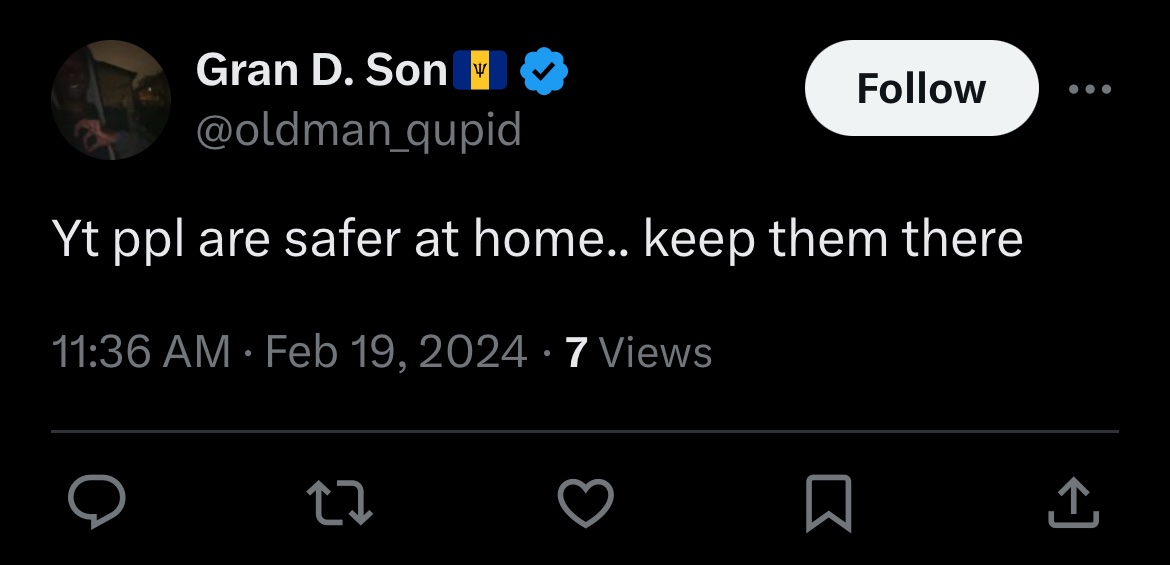 Gran D. Son🇧🇧
Follow
@oldman_qupid
Yt ppl are safer at home.. keep them there
11:36 AM · Feb 19, 2024 · 7 Views